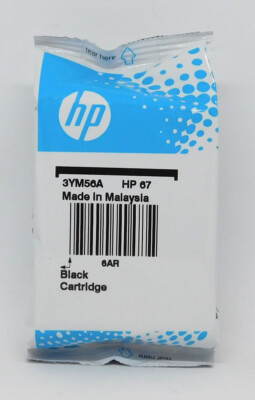 tear here
hp
3YM56A HP 67
Made in Malaysia
6AR
Black
Cartridge